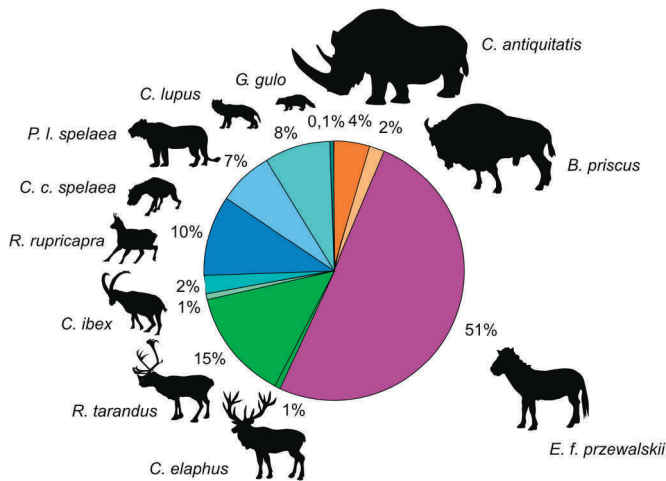 C. antiquitatis
G. gulo
C. lupus
0,1%
4%
2%
P. l. spelaea
8%
7%
B. priscus
C. c. spelaea
R. rupricapra
10%
2%
1%
C. ibex
51%
15%
R. tarandus
1%
E. f. przewalskii
C. elaphus